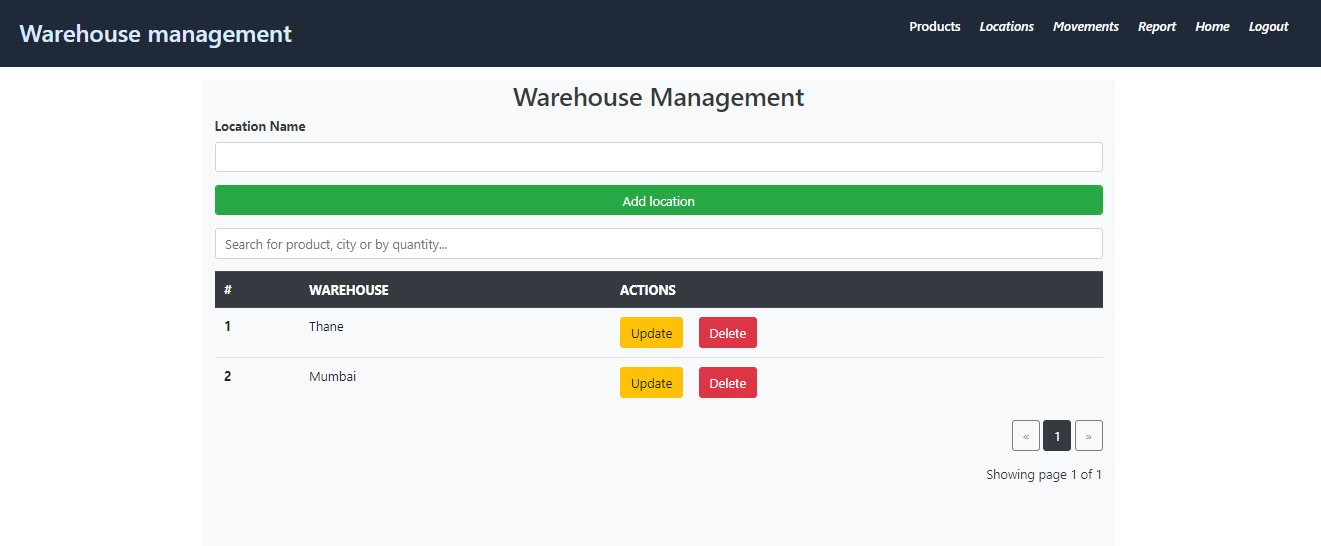 Warehouse management
Products Locations Movements Report Home Logout
Warehouse Management
Location Name
Add location
Search for product, city or by quantity...
# WAREHOUSE ACTIONS
1 Thane Update Delete
2 Mumbai Update Delete
« 1 »
Showing page 1 of 1